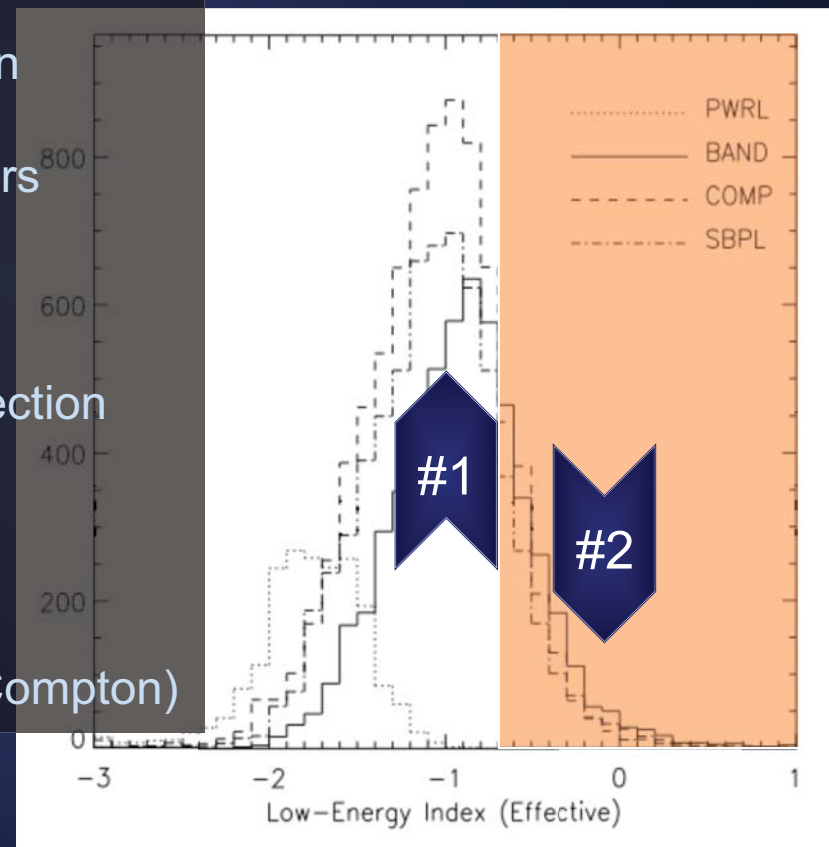 n
rs
ection
Compton)
800
600
400
200
0
PWRL
BAND
COMP
SBPL
#1
#2
-3 -2 -1 0 1
Low-Energy Index (Effective)